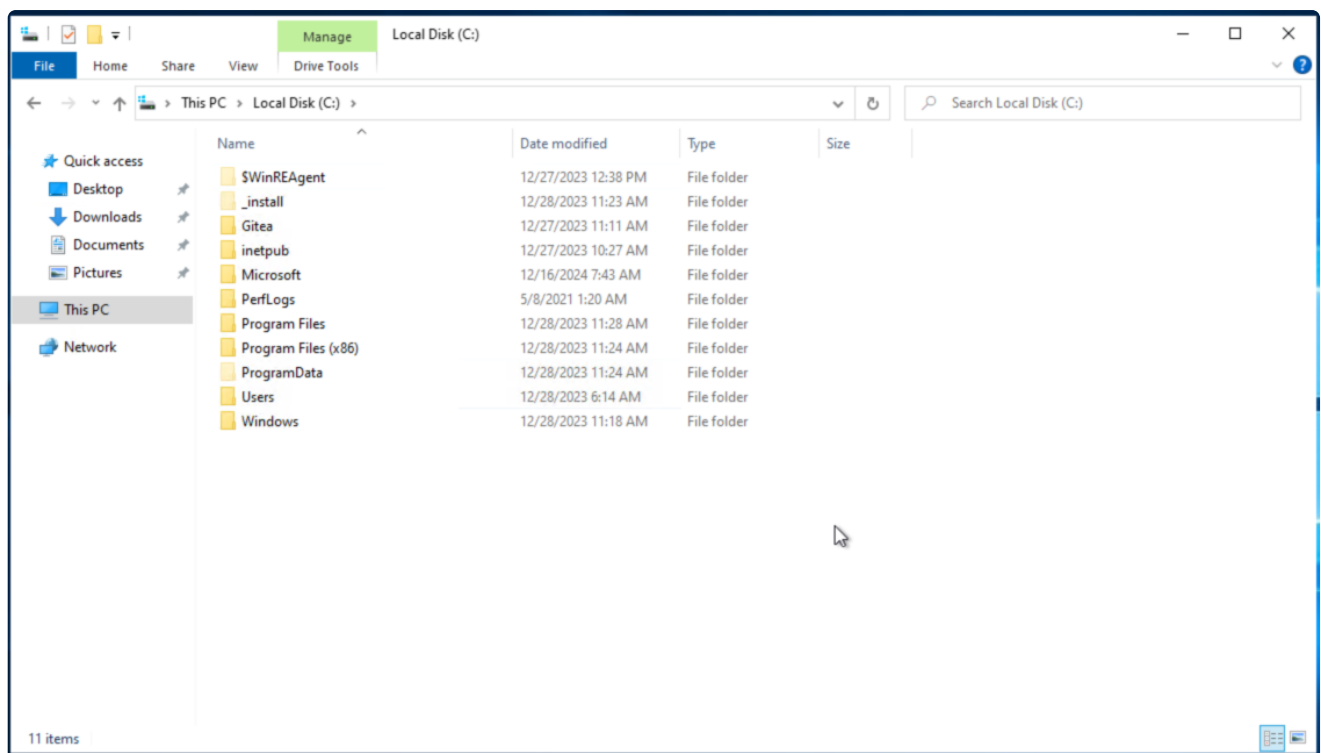 Manage Local Disk (C:)
File Home Share View Drive Tools
This PC > Local Disk (C:) > Search Local Disk (C:)
Name Date modified Type Size
Quick access
Desktop
Downloads
Documents
Pictures
This PC
Network
$WinREAgent 12/27/2023 12:38 PM File folder
_install 12/28/2023 11:23 AM File folder
Gitea 12/27/2023 11:11 AM File folder
inetpub 12/27/2023 10:27 AM File folder
Microsoft 12/16/2024 7:43 AM File folder
PerfLogs 5/8/2021 1:20 AM File folder
Program Files 12/28/2023 11:28 AM File folder
Program Files (x86) 12/28/2023 11:24 AM File folder
ProgramData 12/28/2023 11:24 AM File folder
Users 12/28/2023 6:14 AM File folder
Windows 12/28/2023 11:18 AM File folder
11 items